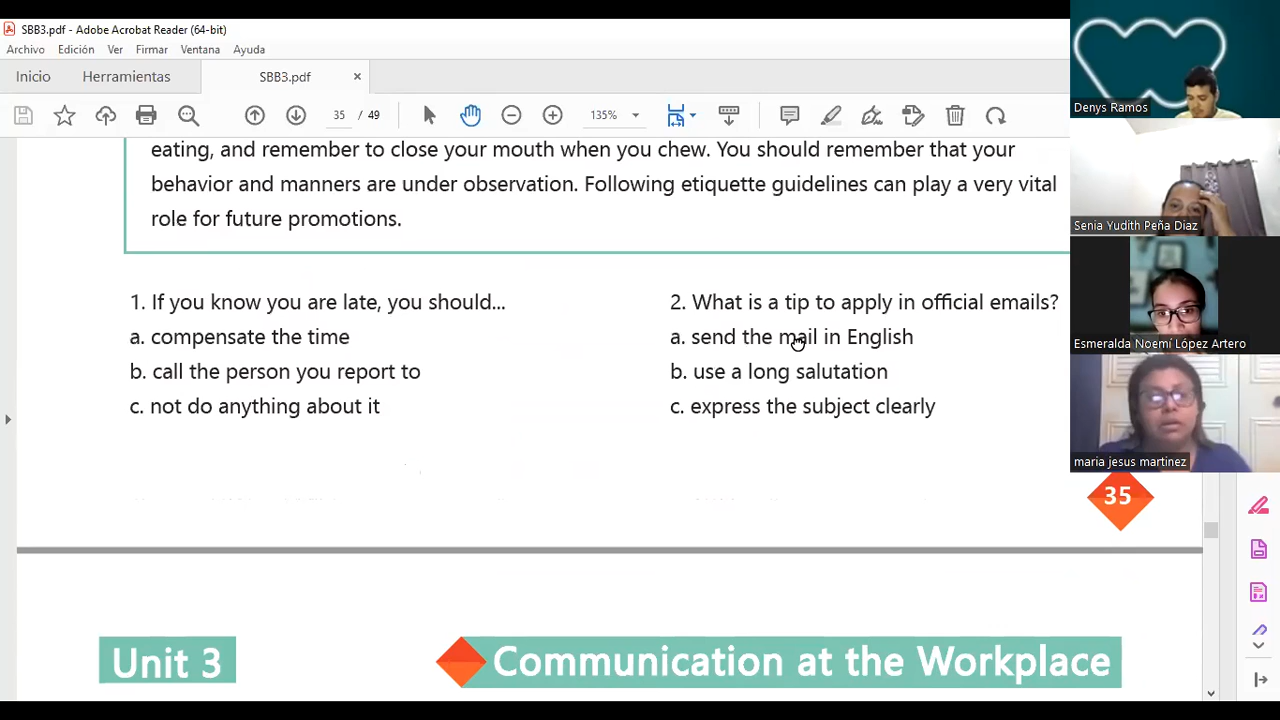 SBB3.pdf - Adobe Acrobat Reader (64-bit)
Archivo Edición Ver Firmar Ventana Ayuda
Inicio Herramientas SBB3.pdf ×
35 / 49 135%
eating, and remember to close your mouth when you chew. You should remember that your
behavior and manners are under observation. Following etiquette guidelines can play a very vital
role for future promotions.
1. If you know you are late, you should...
a. compensate the time
b. call the person you report to
c. not do anything about it
2. What is a tip to apply in official emails?
a. send the mail in English
b. use a long salutation
c. express the subject clearly
35
Unit 3
Communication at the Workplace
Denys Ramos
Senia Yudith Peña Diaz
Esmeralda Noemí López Artero
maria jesus martinez